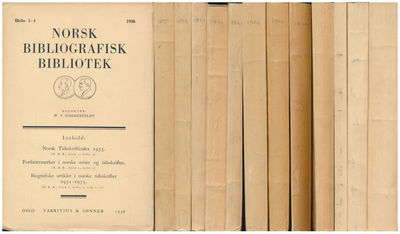 Hefte 1-4 1936
NORSK
BIBLIOGRAFISK
BIBLIOTEK
REDAKTØR:
W. P. SOMMERFELDT
Innhold:
Norsk Tidsskriftindex 1935.
Forfattermerker i norske aviser og tidsskrifter.
Biografiske artikler i norske tidsskrifter
1931-1935.
OSLO FABRITIUS & SØNNER 1936